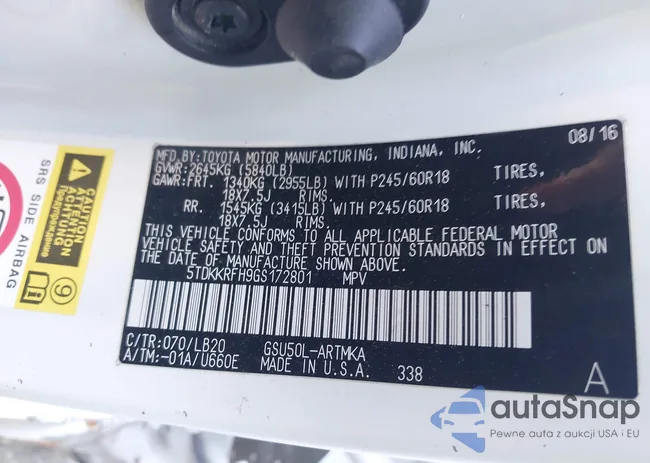 MFD.BY:TOYOTA MOTOR MANUFACTURING, INDIANA, INC. 08/16
GVWR:2645KG (5840LB)
GAWR:FRT. 1340KG (2955LB) WITH P245/60R18 TIRES,
18X7.5J RIMS.
RR. 1545KG (3415LB) WITH P245/60R18 TIRES,
18X7.5J RIMS.
THIS VEHICLE CONFORMS TO ALL APPLICABLE FEDERAL MOTOR
VEHICLE SAFETY AND THEFT PREVENTION STANDARDS IN EFFECT ON
THE DATE OF MANUFACTURE SHOWN ABOVE.
5TDKKRFH9GS172801 MPV
C/TR:070/LB20 GSU50L-ARTMKA
A/TM:-01A/U660E MADE IN U.S.A. 338 A
SRS SIDE AIRBAG
9
autaSnap
Pewne auta z aukcji USA i EU